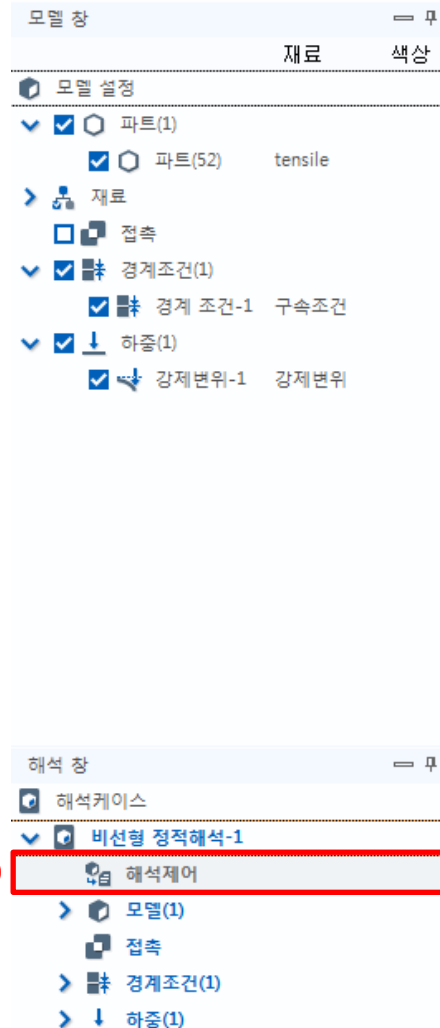 모델 창
재료 색상
모델 설정
파트(1)
파트(52) tensile
재료
접촉
경계조건(1)
경계 조건-1 구속조건
하중(1)
강제변위-1 강제변위
해석 창
해석케이스
비선형 정적해석-1
해석제어
모델(1)
접촉
경계조건(1)
하중(1)